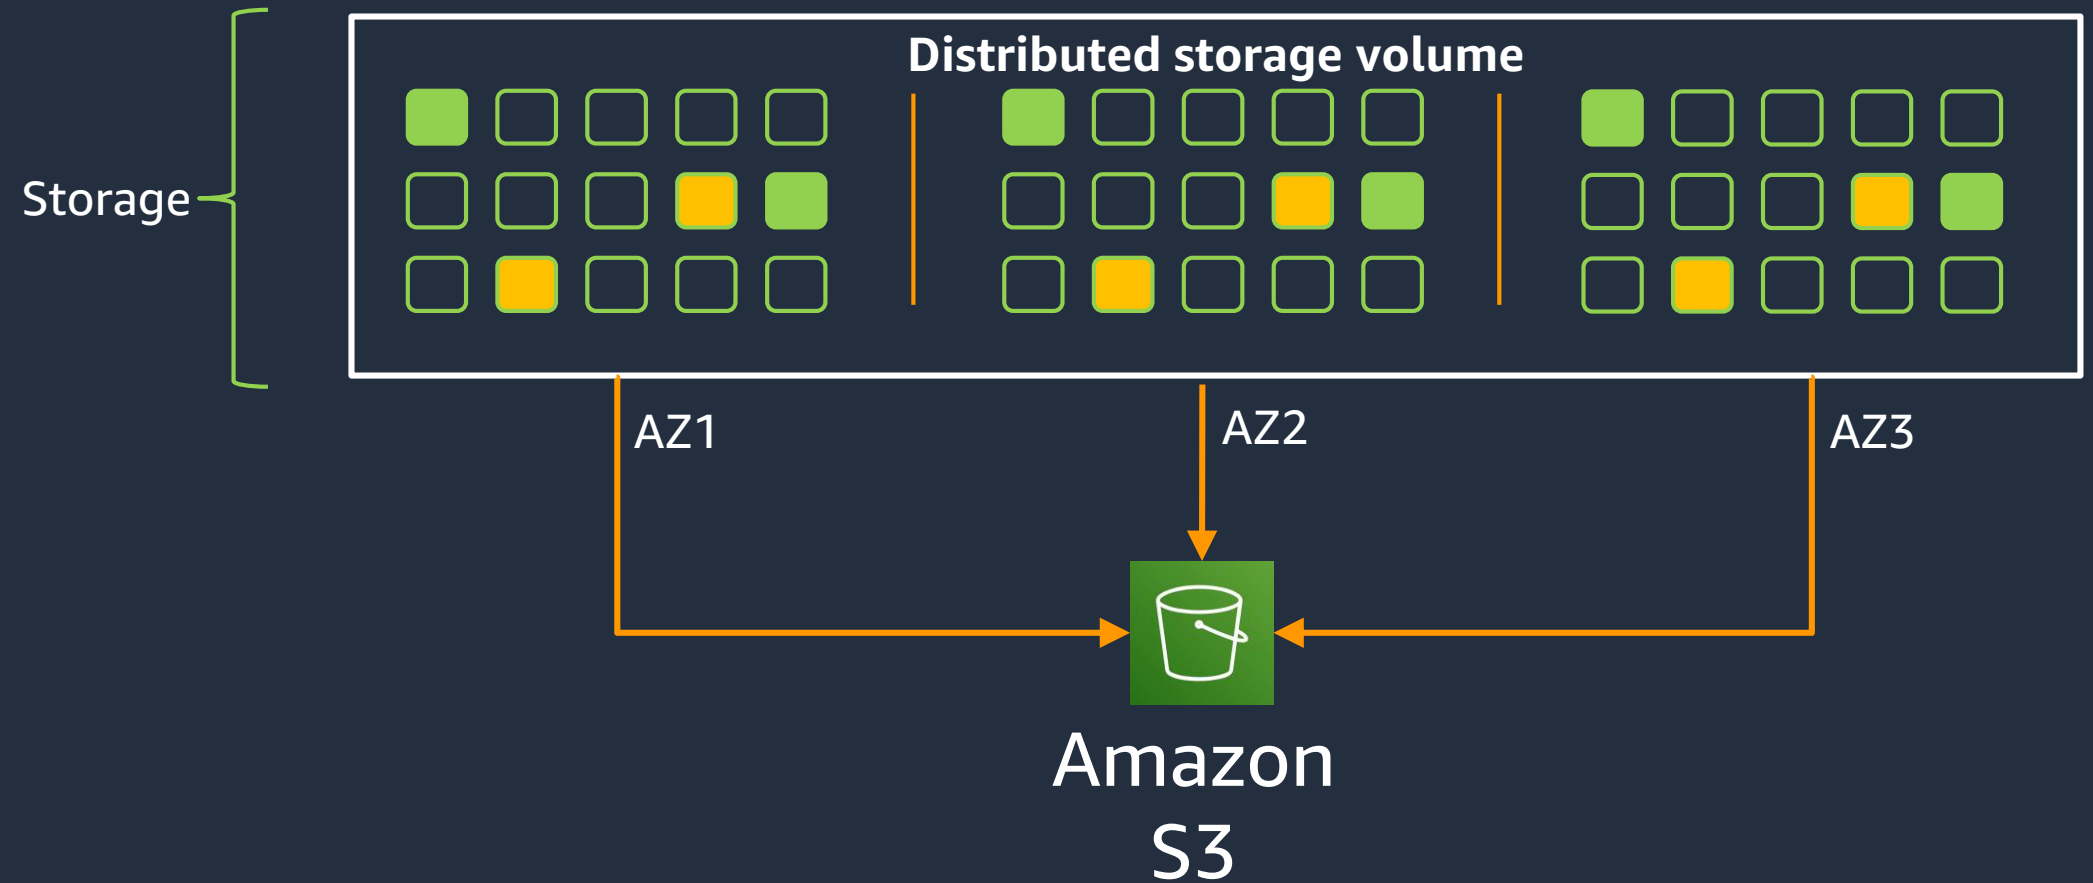 Distributed storage volume
Storage
AZ1
AZ2
AZ3
Amazon
S3